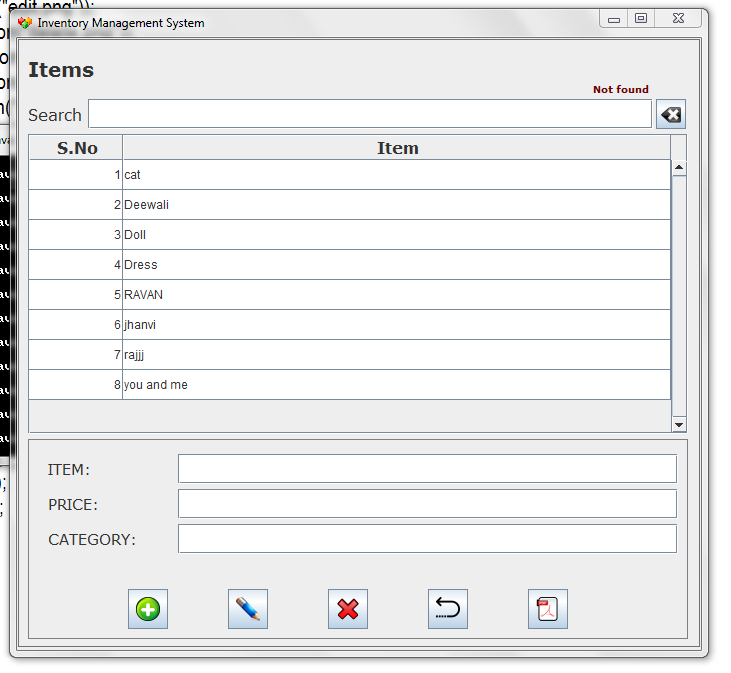 "edit.png"));
Inventory Management System
Items
Not found
Search
S.No Item
1 cat
2 Deewali
3 Doll
4 Dress
5 RAVAN
6 jhanvi
7 rajjj
8 you and me
ITEM:
PRICE:
CATEGORY: